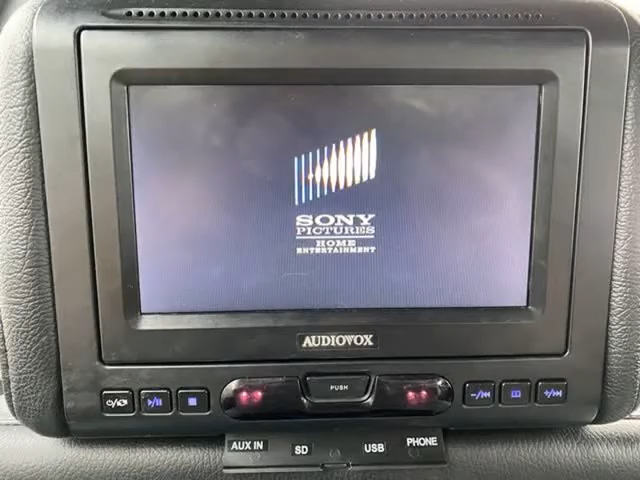 SONY
PICTURES
HOME
ENTERTAINMENT
AUDIOVOX
PUSH
AUX IN SD USB PHONE